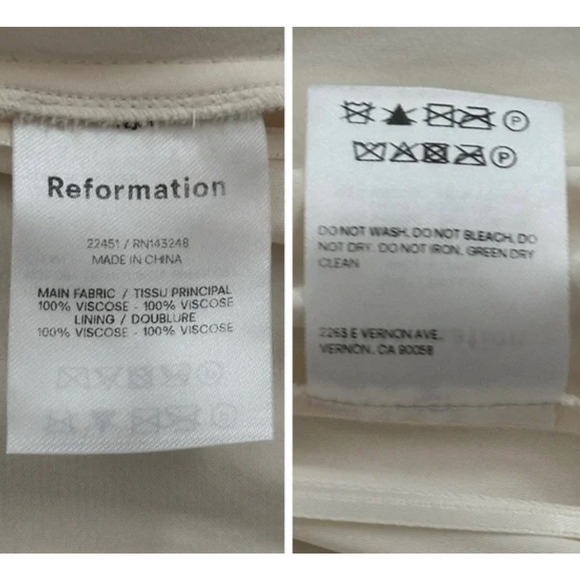 Reformation
22451 / RN143248
MADE IN CHINA
MAIN FABRIC / TISSU PRINCIPAL
100% VISCOSE - 100% VISCOSE
LINING / DOUBLURE
100% VISCOSE - 100% VISCOSE
P
P
DO NOT WASH, DO NOT BLEACH, DO
NOT DRY. DO NOT IRON, GREEN DRY
CLEAN
2263 E VERNON AVE.,
VERNON, CA 90058